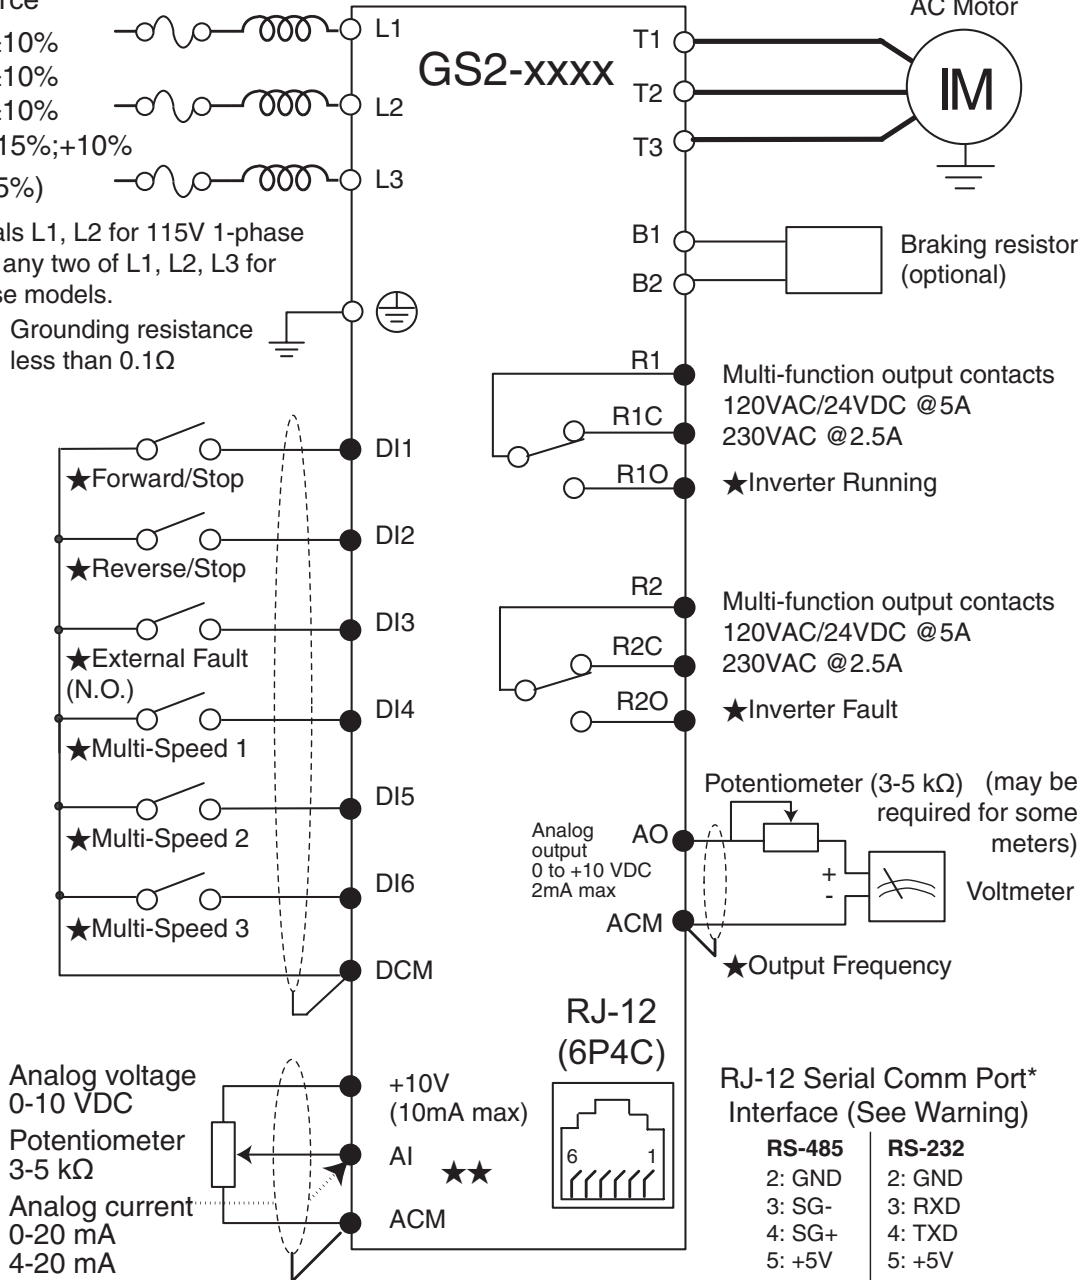 AC Motor
±10%
±10%
±10%
15%;+10%
5%)
L1
L2
L3
GS2-xxxx
T1
T2
T3
IM
L1, L2 for 115V 1-phase
any two of L1, L2, L3 for
models.
Grounding resistance
less than 0.1Ω
B1
B2
Braking resistor
(optional)
R1
R1C
R1O
Multi-function output contacts
120VAC/24VDC @5A
230VAC @2.5A
★Inverter Running
DI1
★Forward/Stop
DI2
★Reverse/Stop
DI3
★External Fault
(N.O.)
DI4
★Multi-Speed 1
DI5
★Multi-Speed 2
DI6
★Multi-Speed 3
DCM
R2
R2C
R2O
Multi-function output contacts
120VAC/24VDC @5A
230VAC @2.5A
★Inverter Fault
Potentiometer (3-5 kΩ) (may be
required for some
meters)
Analog
output
0 to +10 VDC
2mA max
AO
ACM
+
-
Voltmeter
★Output Frequency
Analog voltage
0-10 VDC
Potentiometer
3-5 kΩ
Analog current
0-20 mA
4-20 mA
+10V
(10mA max)
AI
★★
ACM
RJ-12
(6P4C)
6 1
RJ-12 Serial Comm Port*
Interface (See Warning)
RS-485 RS-232
2: GND 2: GND
3: SG- 3: RXD
4: SG+ 4: TXD
5: +5V 5: +5V